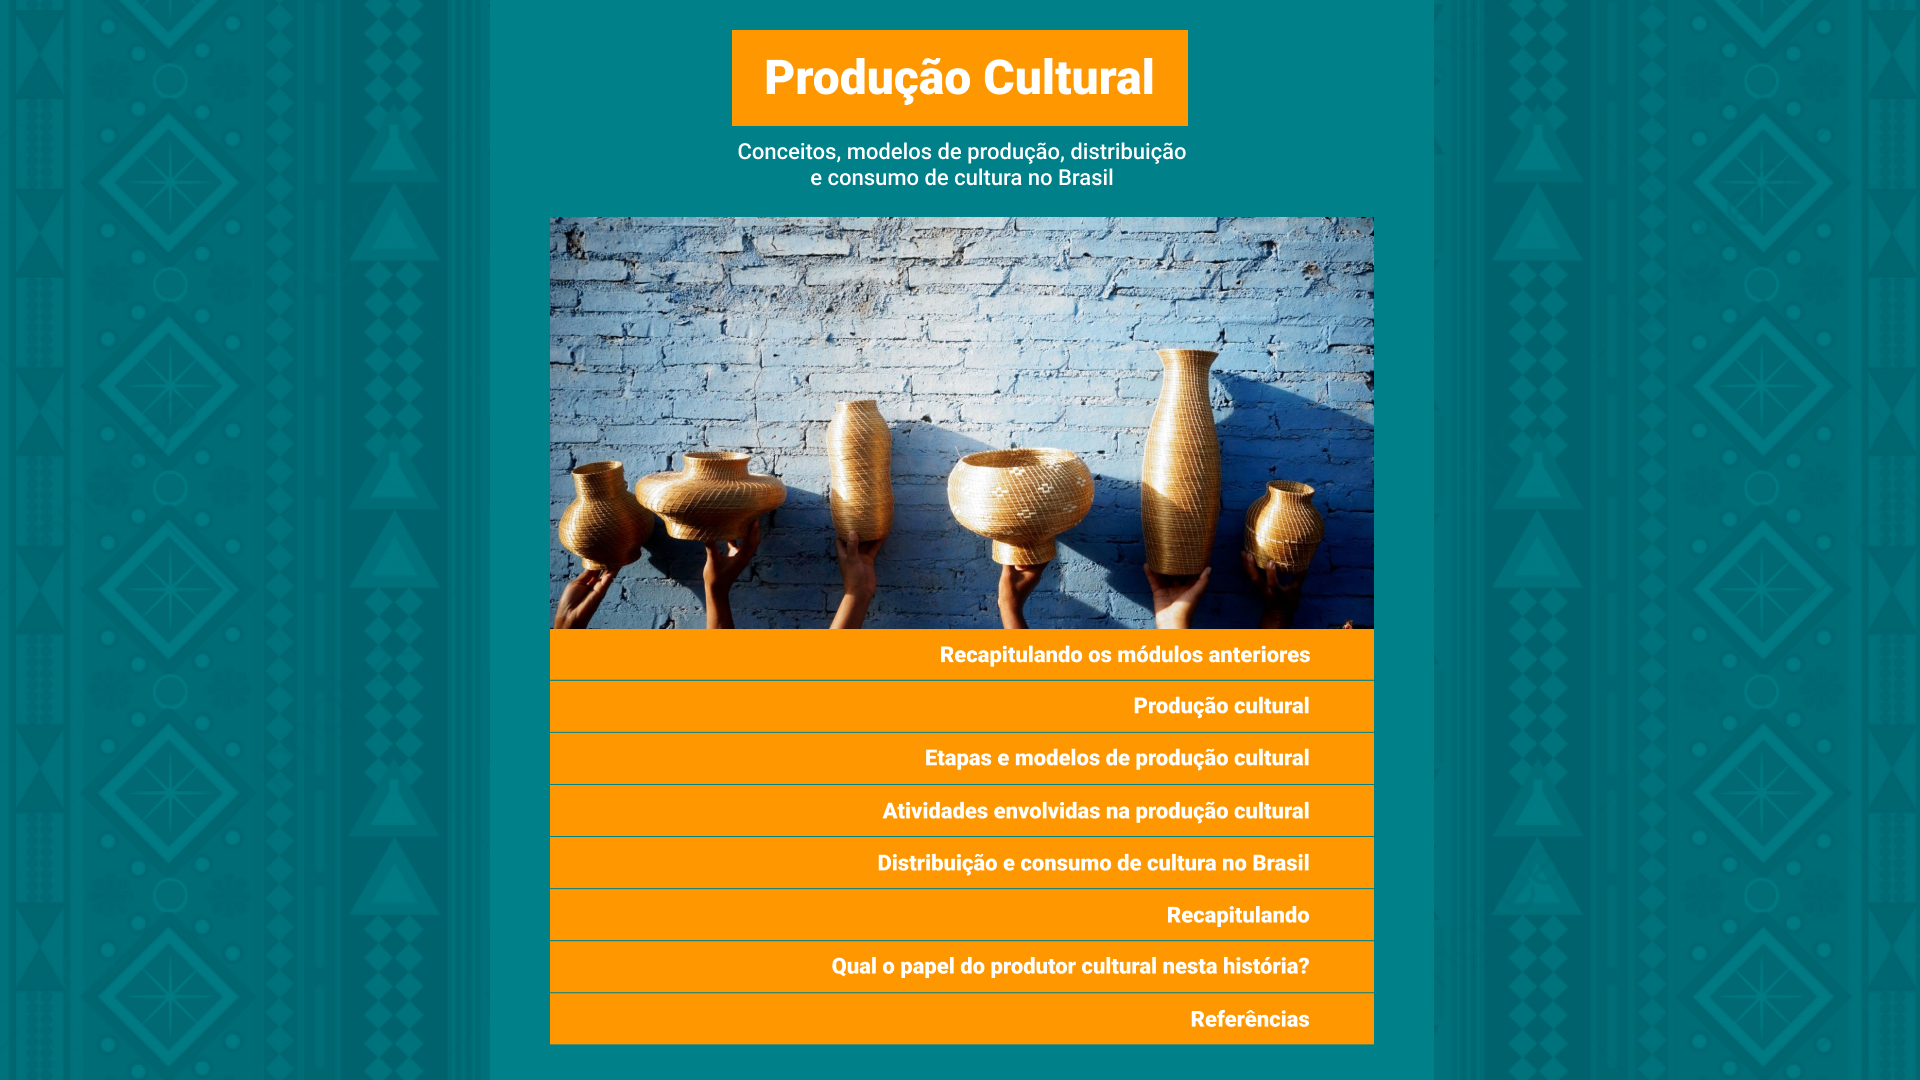 Produção Cultural
Conceitos, modelos de produção, distribuição
e consumo de cultura no Brasil
Recapitulando os módulos anteriores
Produção cultural
Etapas e modelos de produção cultural
Atividades envolvidas na produção cultural
Distribuição e consumo de cultura no Brasil
Recapitulando
Qual o papel do produtor cultural nesta história?
Referências